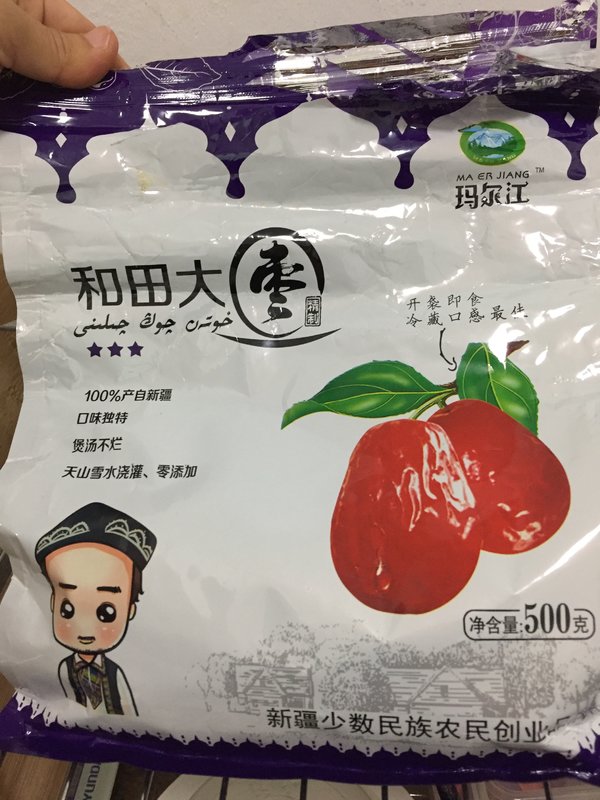 MA ER JIANG TM
玛尔江
和田大枣
精制
خوتەن چوڭ چىلىنى
开袋即食
冷藏口感最佳
100%产自新疆
口味独特
煲汤不烂
天山雪水浇灌、零添加
净含量:500克
新疆少数民族农民创业